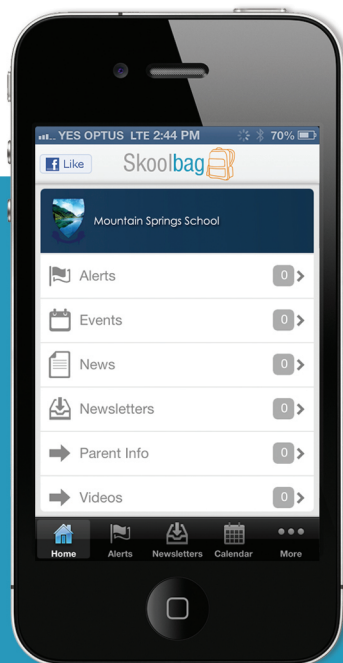 YES OPTUS LTE 2:44 PM 70%
f Like Skoolbag
Mountain Springs School
Alerts 0
Events 0
News 0
Newsletters 0
Parent Info 0
Videos 0
Home Alerts Newsletters Calendar More